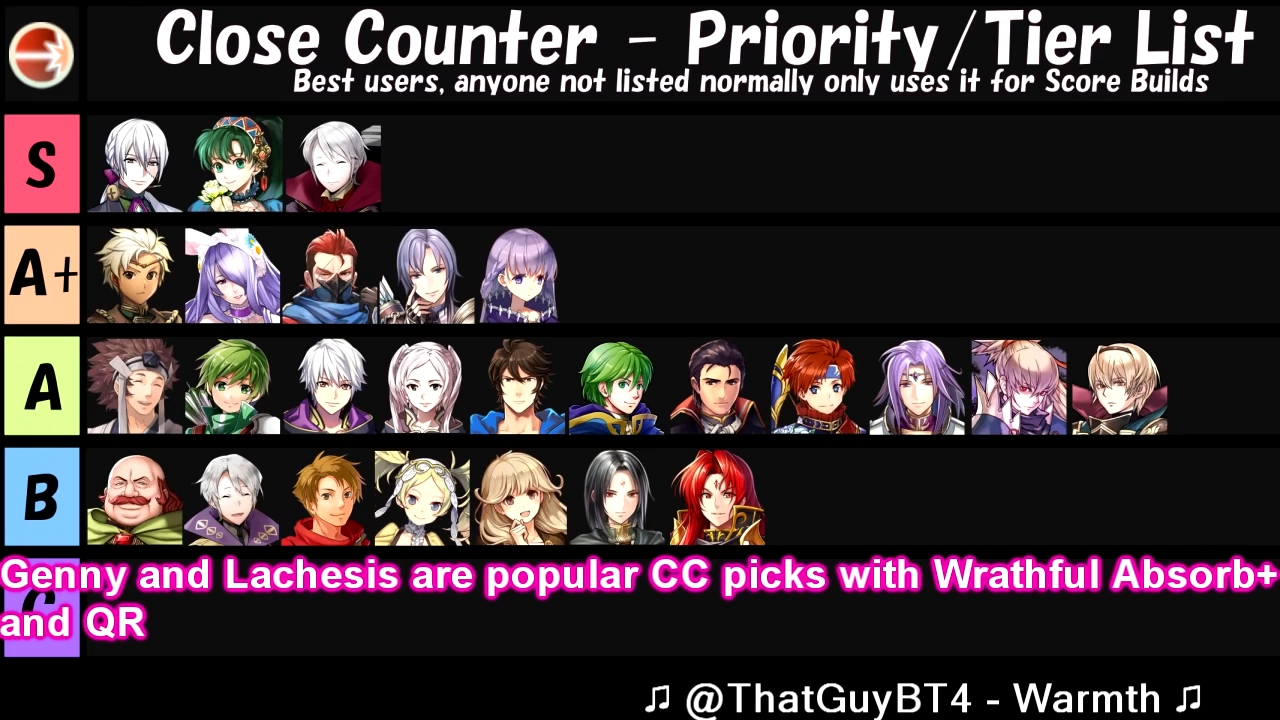 Close Counter - Priority/Tier List
Best users, anyone not listed normally only uses it for Score Builds
S
A+
A
B
C
Genny and Lachesis are popular CC picks with Wrathful Absorb+
and QR
♫ @ThatGuyBT4 - Warmth ♫